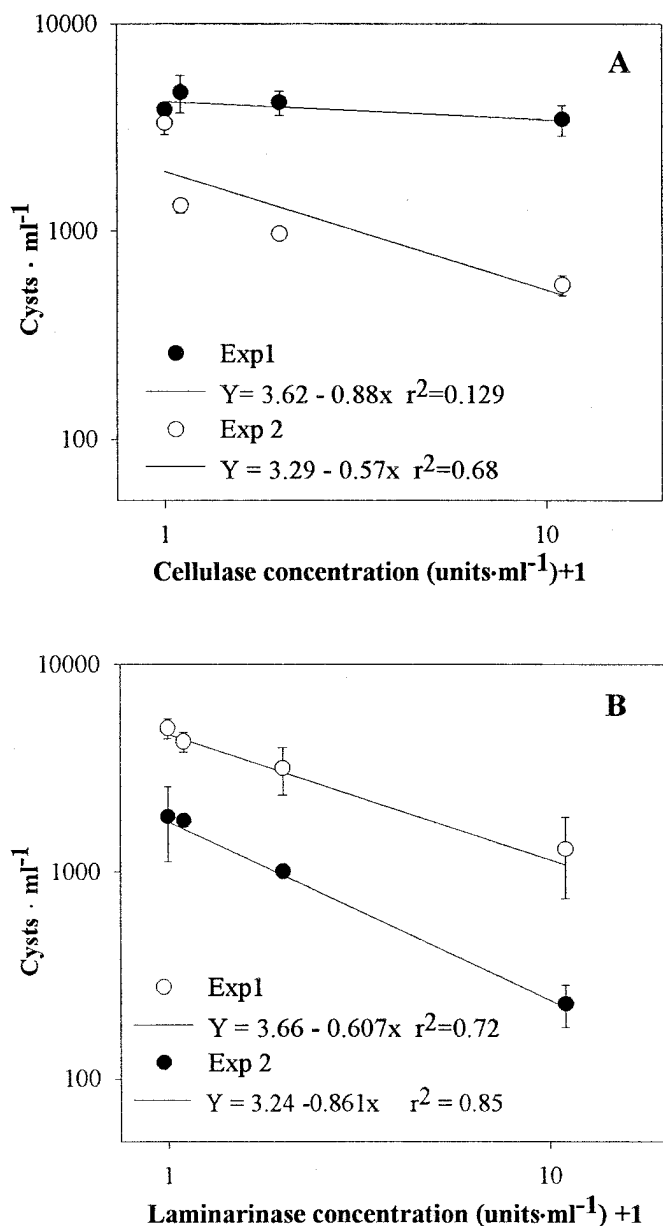 10000
A
1000
Cysts · ml⁻¹
Exp1
Y= 3.62 - 0.88x r²=0.129
Exp 2
Y = 3.29 - 0.57x r²=0.68
100
1 10
Cellulase concentration (units·ml⁻¹)+1
10000
B
1000
Cysts · ml⁻¹
Exp1
Y = 3.66 - 0.607x r²=0.72
Exp 2
100
Y = 3.24 -0.861x r² = 0.85
1 10
Laminarinase concentration (units·ml⁻¹) +1